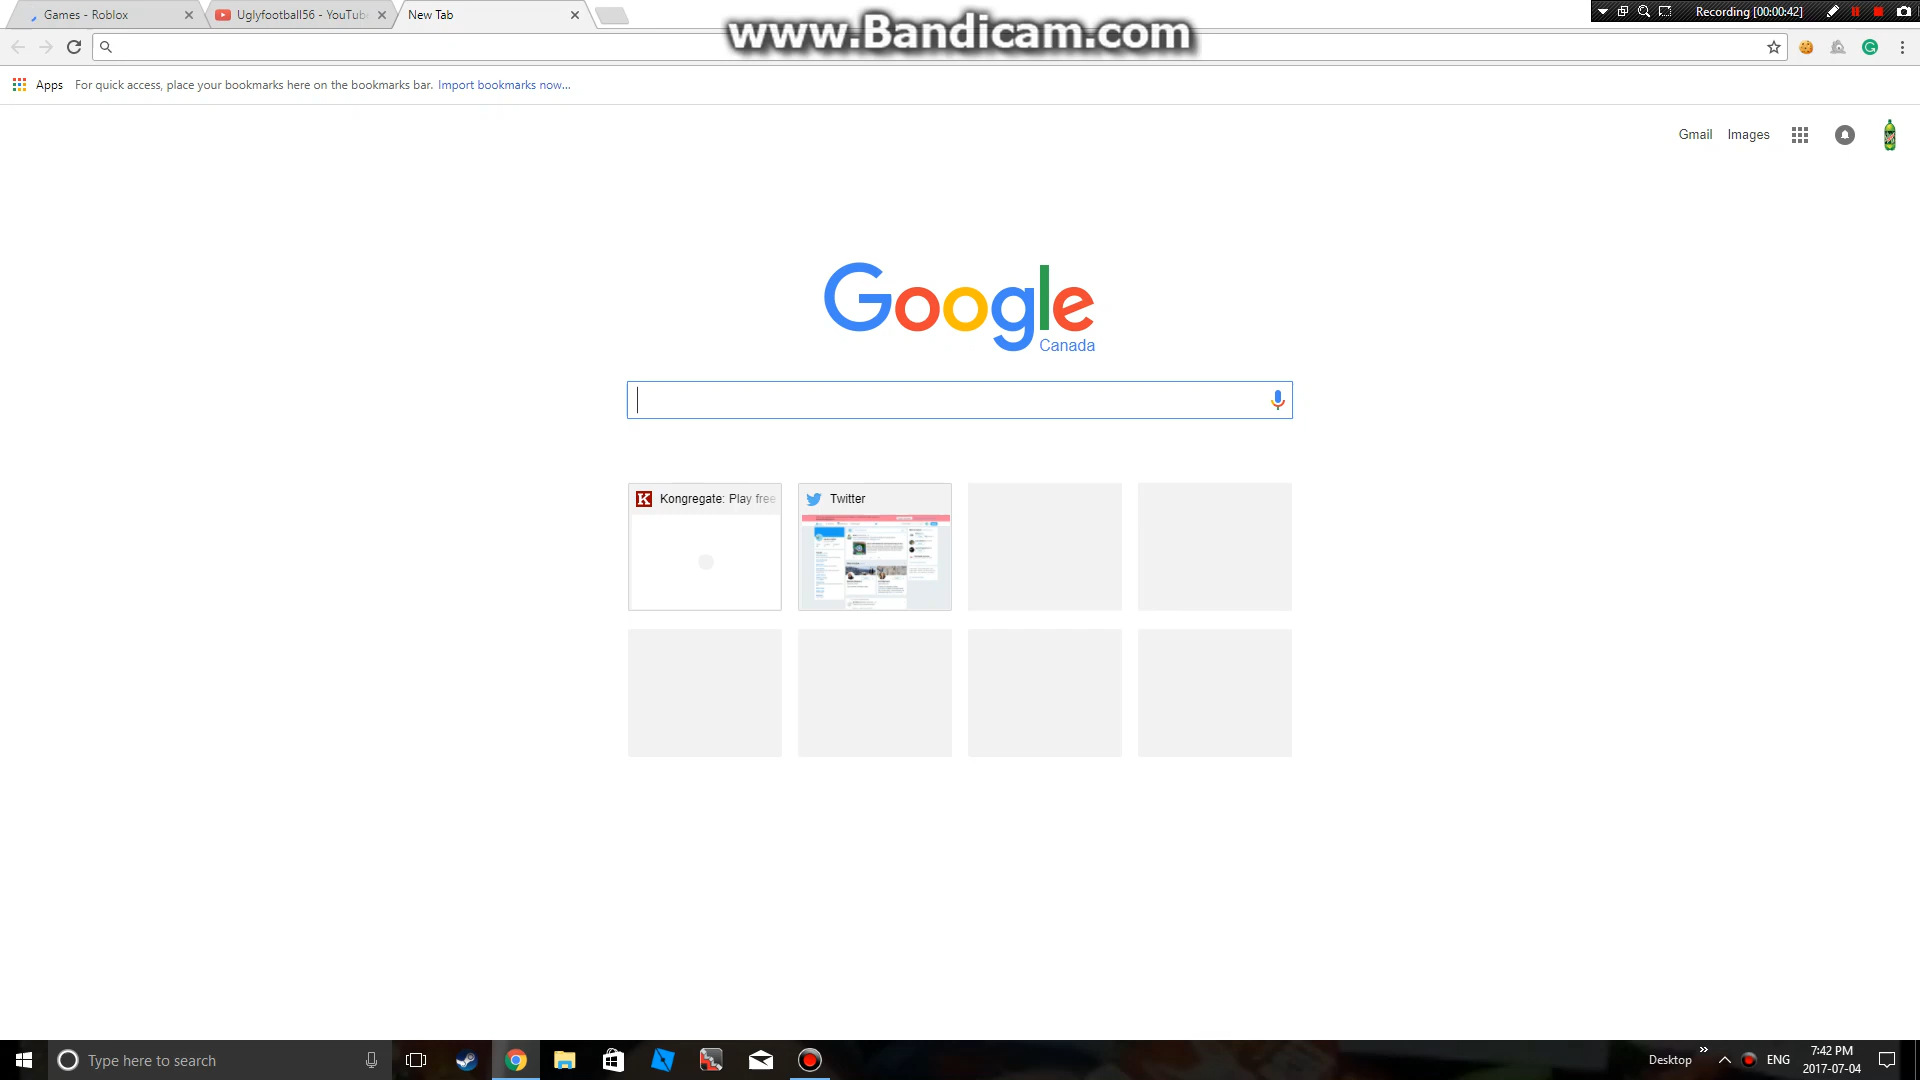 Games - Roblox
Uglyfootball56 - YouTube
New Tab
www.Bandicam.com
Recording [00:00:42]
Apps
For quick access, place your bookmarks here on the bookmarks bar. Import bookmarks now...
Gmail
Images
Google
Canada
K Kongregate: Play free
Twitter
Type here to search
Desktop
ENG
7:42 PM
2017-07-04